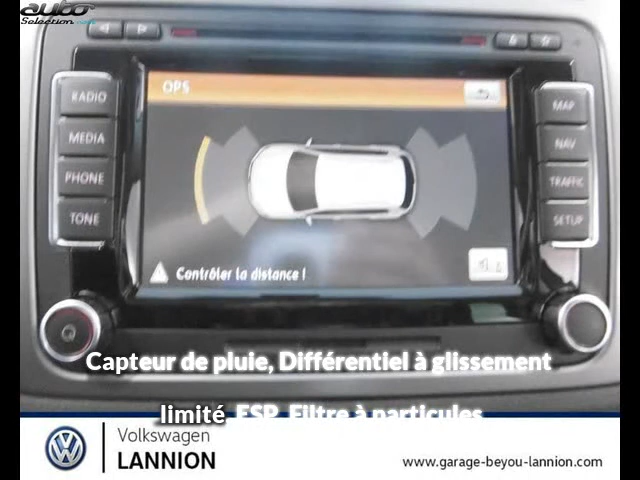 auto
Selection.com
OPS
RADIO
MEDIA
PHONE
TONE
MAP
NAV
TRAFFIC
SETUP
Contrôler la distance !
Capteur de pluie, Différentiel à glissement
limité, ESP, Filtre à particules
Volkswagen
LANNION
www.garage-beyou-lannion.com